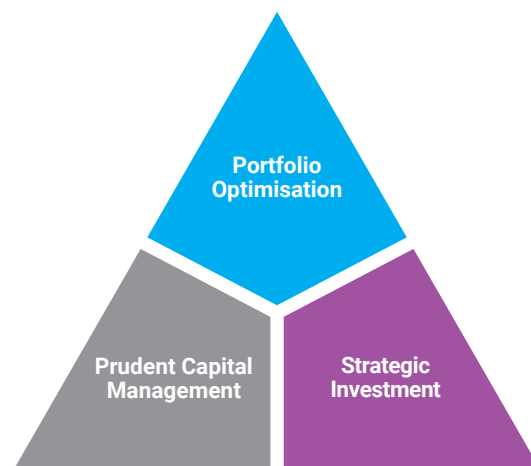 Portfolio
Optimisation
Prudent Capital
Management
Strategic
Investment